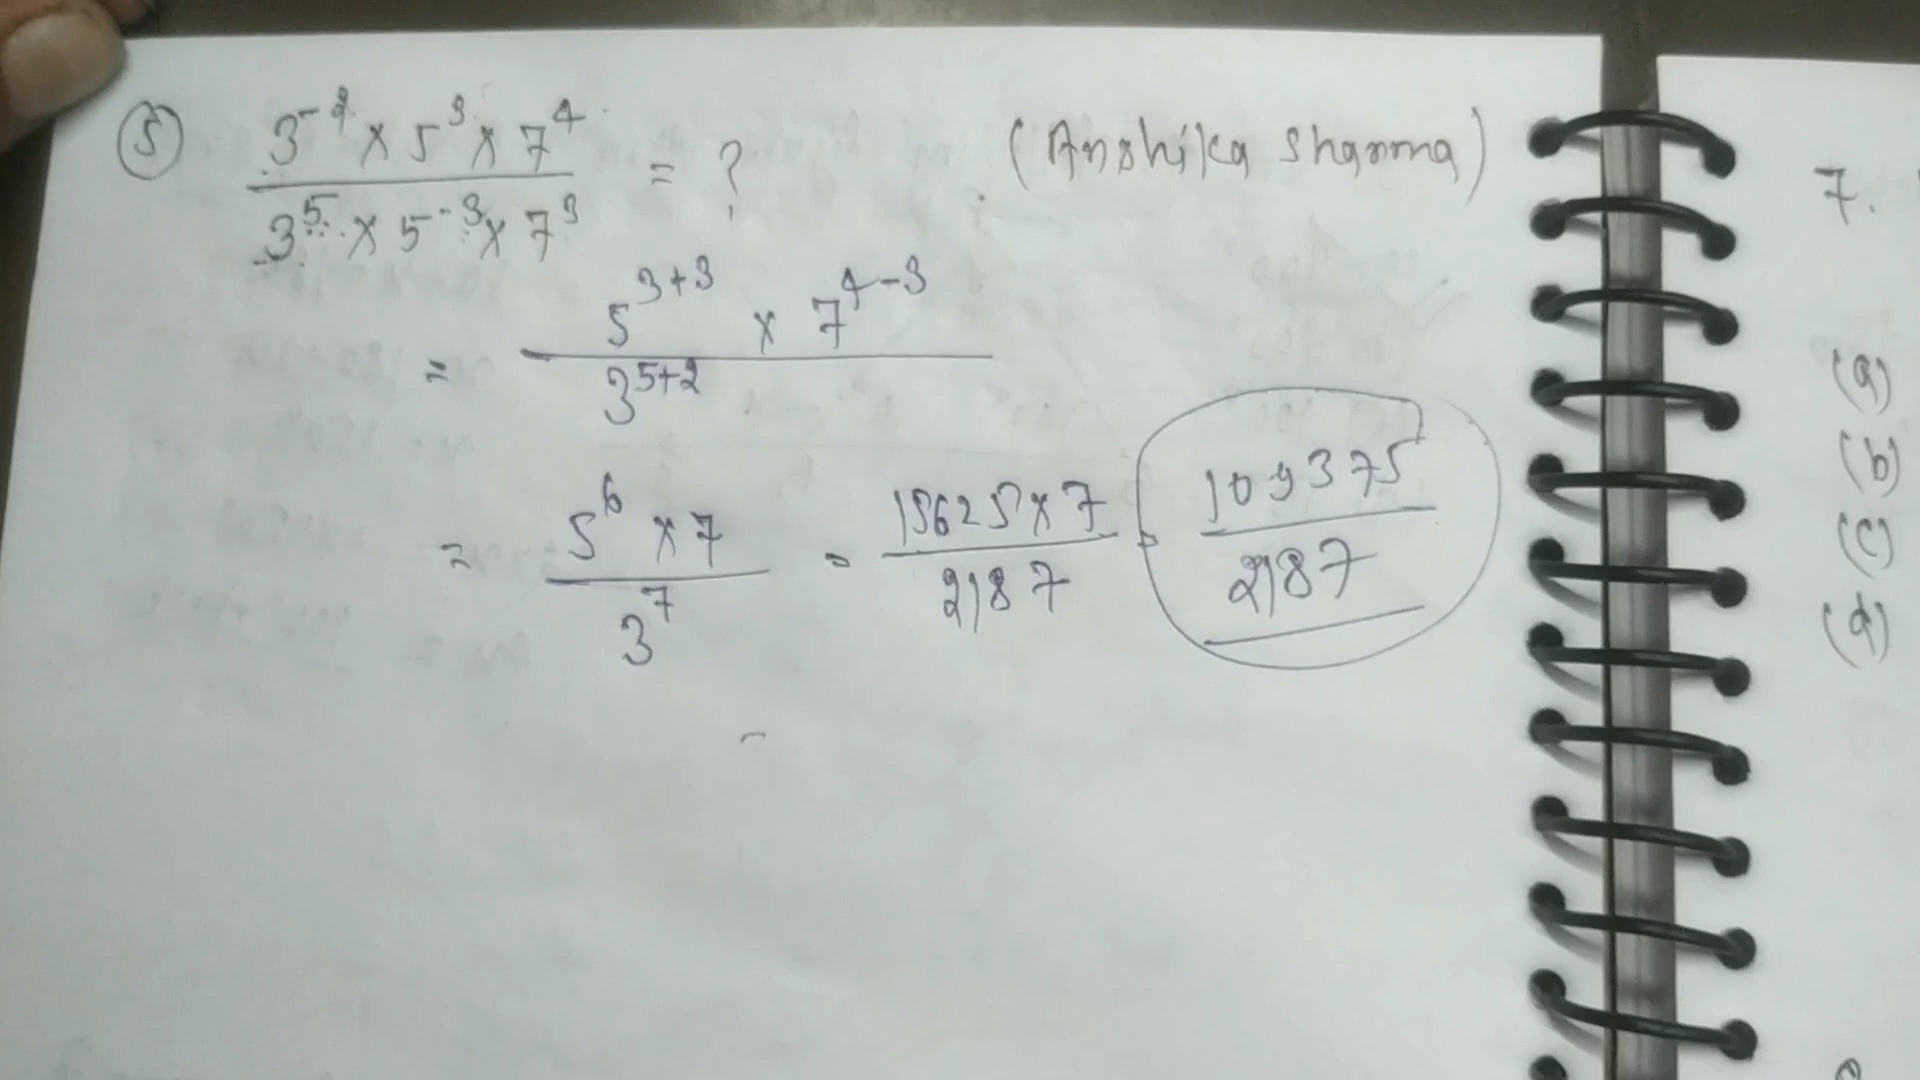 (5) 3^-2 × 5^3 × 7^4 / 3^5 × 5^-3 × 7^3 = ? (Anshika Sharma)
= 5^3+3 × 7^4-3 / 3^5+2
= 5^6 × 7 / 3^7 = 15625 × 7 / 2187 = 109375 / 2187
7.
(a)
(b)
(c)
(d)